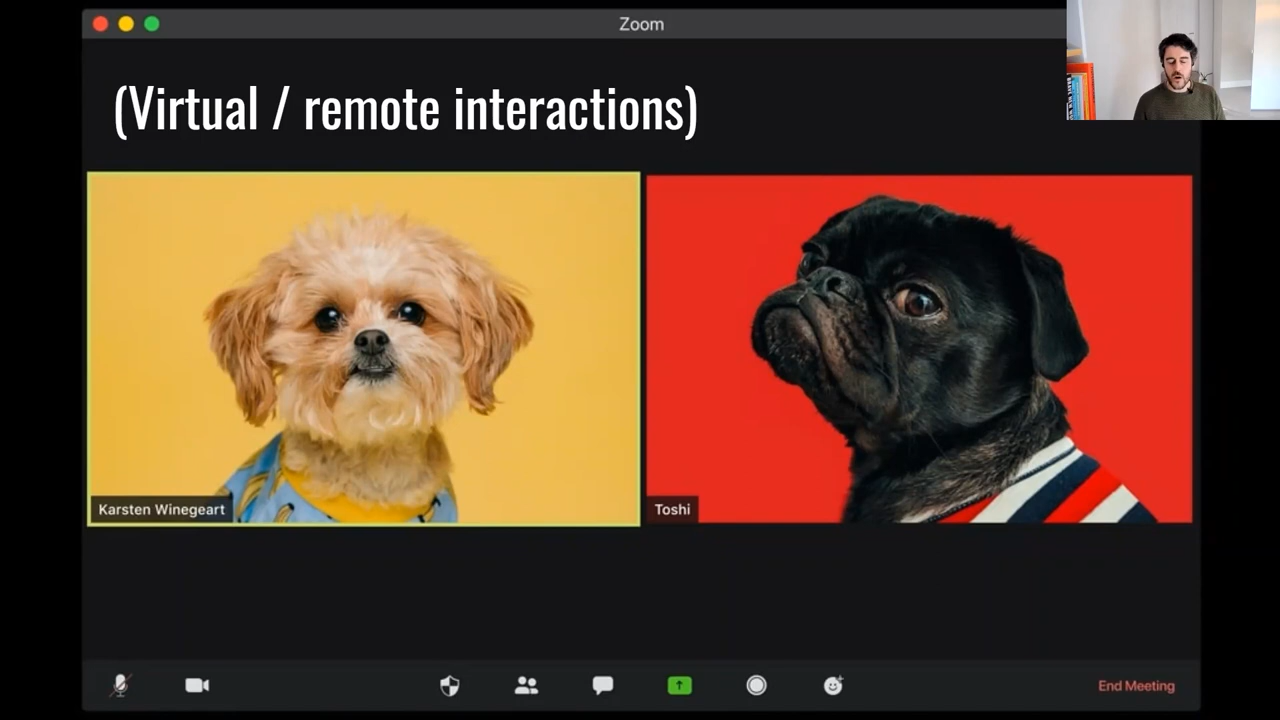 Zoom
(Virtual / remote interactions)
Karsten Winegeart
Toshi
End Meeting